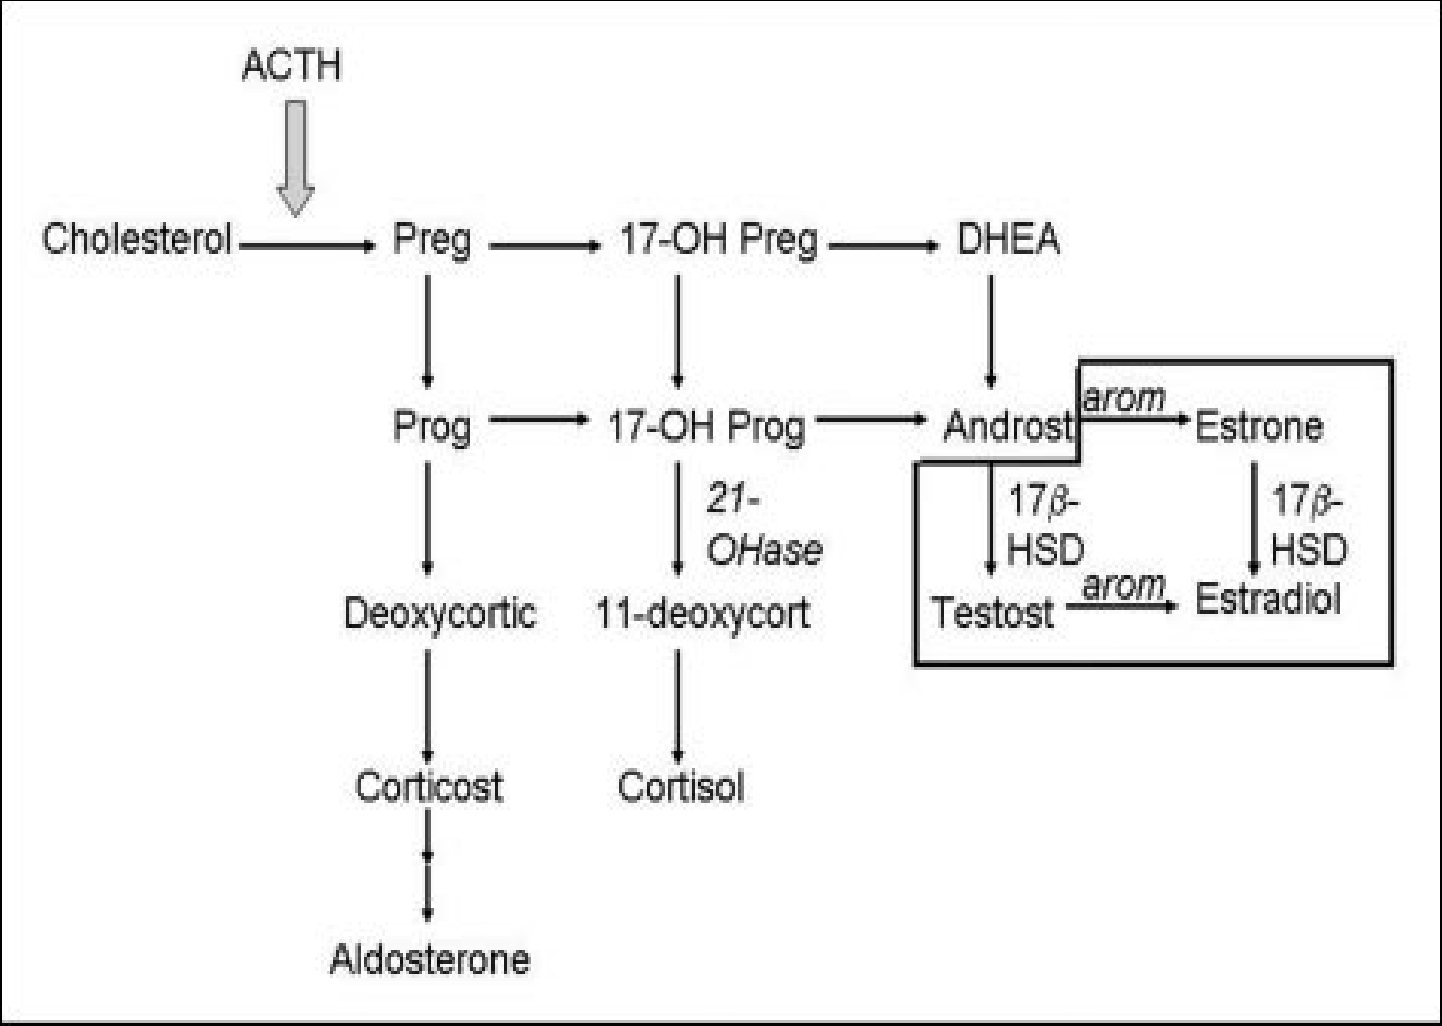 ACTH
Cholesterol Preg 17-OH Preg DHEA
arom
Prog 17-OH Prog Androst Estrone
21-
OHase
17β-
HSD
17β-
HSD
arom
Deoxycortic 11-deoxycort Testost Estradiol
Corticost Cortisol
Aldosterone